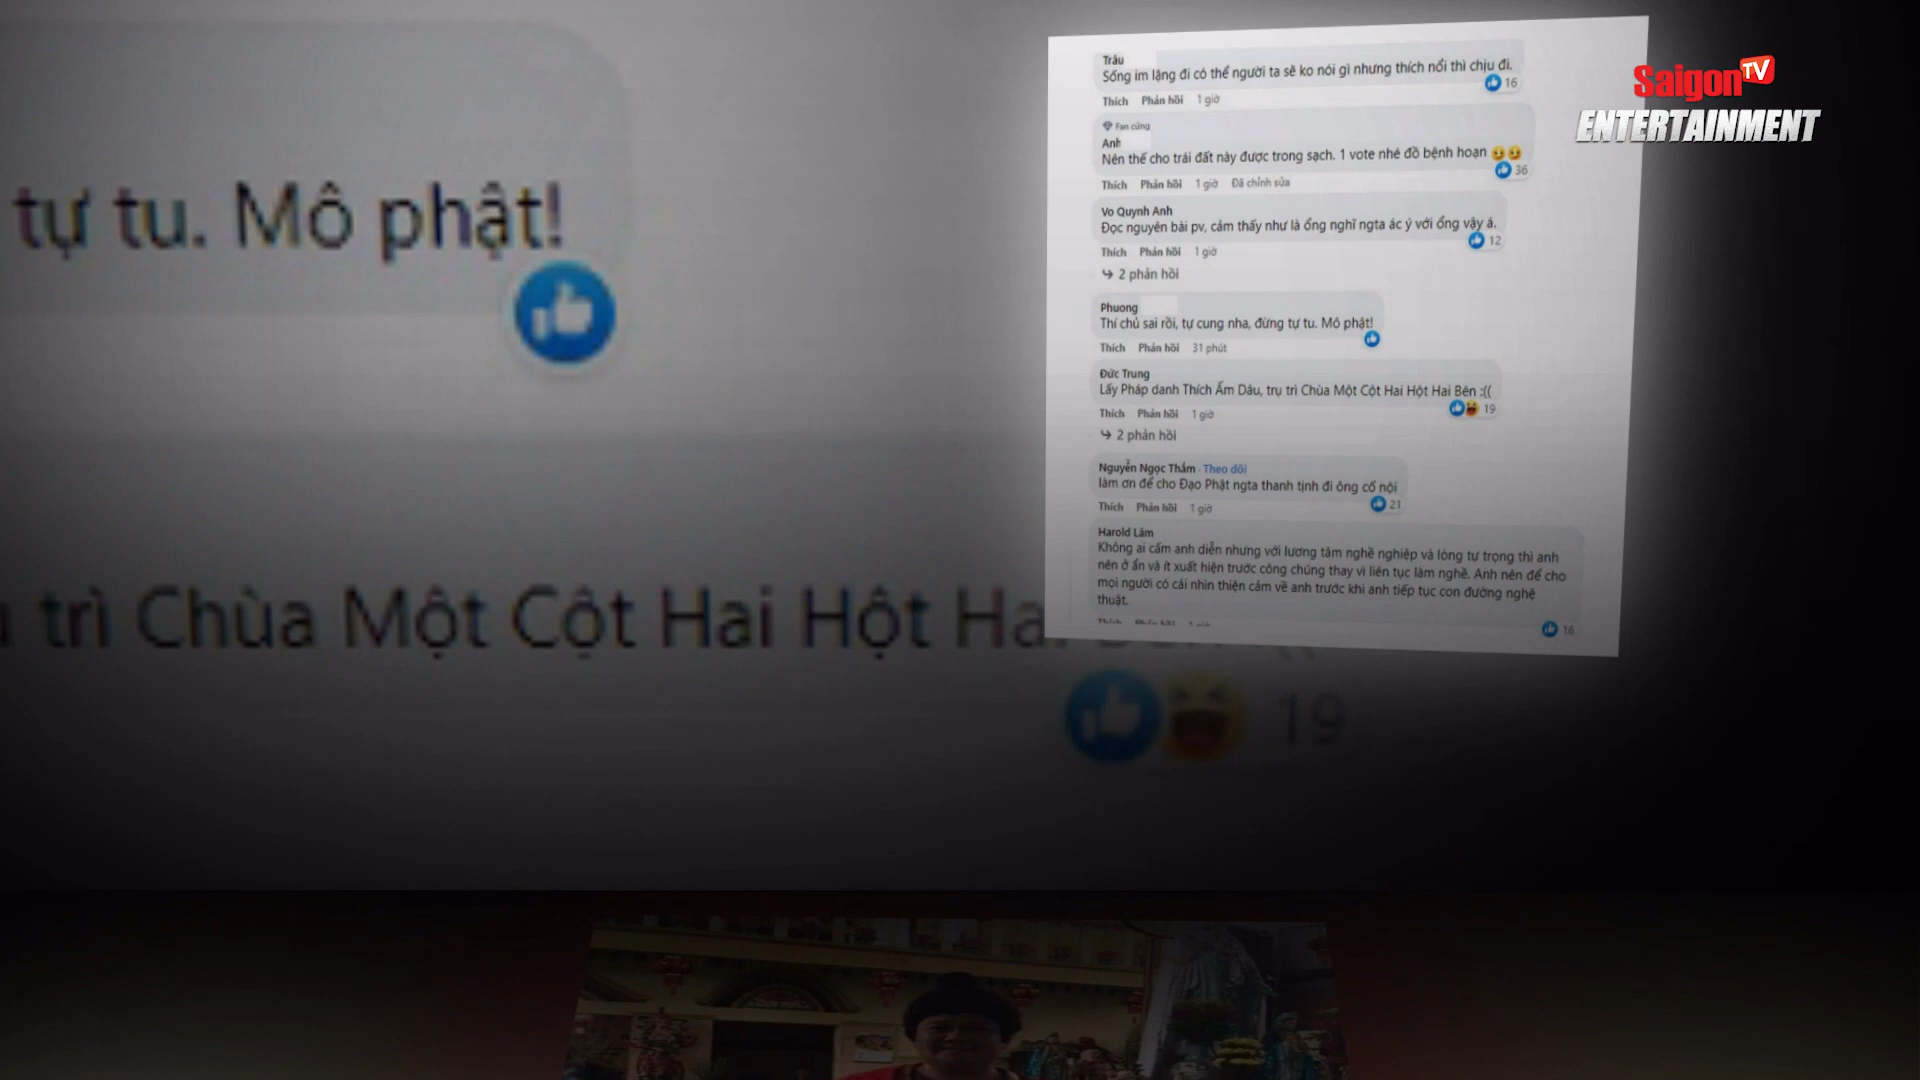 tự tu. Mô phật!
trì Chùa Một Cột Hai Hột Ha
19
Trâu
Sống im lặng đi có thể người ta sẽ ko nói gì nhưng thích nổi thì chịu đi.
16
Thích Phản hồi 1 giờ
Fan cứng
Anh
Nên thế cho trái đất này được trong sạch. 1 vote nhé đồ bệnh hoạn
36
Thích Phản hồi 1 giờ Đã chỉnh sửa
Vo Quynh Anh
Đọc nguyên bài pv, cảm thấy như là ổng nghĩ ngta ác ý với ổng vậy á.
12
Thích Phản hồi 1 giờ
2 phản hồi
Phuong
Thí chủ sai rồi, tự cung nha, đừng tự tu. Mô phật!
Thích Phản hồi 31 phút
Đức Trung
Lấy Pháp danh Thích Ấm Dâu, trụ trì Chùa Một Cột Hai Hột Hai Bên :((
19
Thích Phản hồi 1 giờ
2 phản hồi
Nguyễn Ngọc Thắm · Theo dõi
làm ơn để cho Đạo Phật ngta thanh tịnh đi ông cố nội
21
Thích Phản hồi 1 giờ
Harold Lâm
Không ai cấm anh diễn nhưng với lương tâm nghề nghiệp và lòng tự trọng thì anh
nên ở ẩn và ít xuất hiện trước công chúng thay vì liên tục làm nghề. Anh nên để cho
mọi người có cái nhìn thiện cảm về anh trước khi anh tiếp tục con đường nghệ
thuật.
16
Saigon TV
ENTERTAINMENT